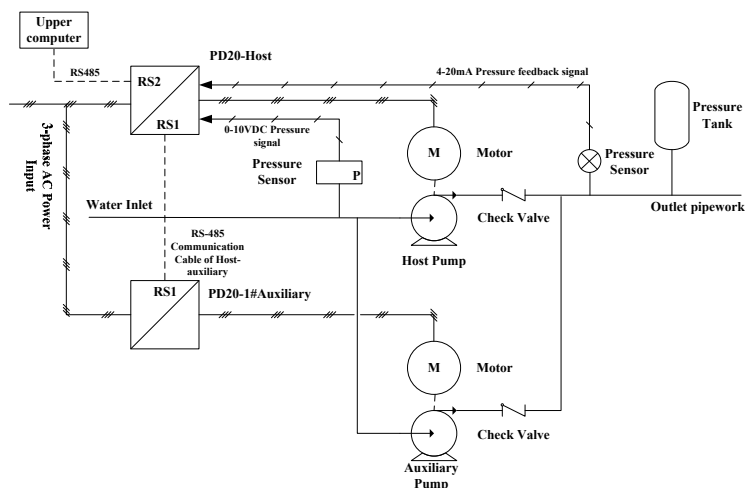 Upper
computer
RS485
PD20-Host
RS2
RS1
4-20mA Pressure feedback signal
0-10VDC Pressure
signal
Pressure
Sensor
P
M
Motor
Pressure
Tank
Pressure
Sensor
3-phase AC Power
Input
Water Inlet
Check Valve
Outlet pipework
Host Pump
RS-485
Communication
Cable of Host-
auxiliary
RS1
PD20-1#Auxiliary
M
Motor
Check Valve
Auxiliary
Pump